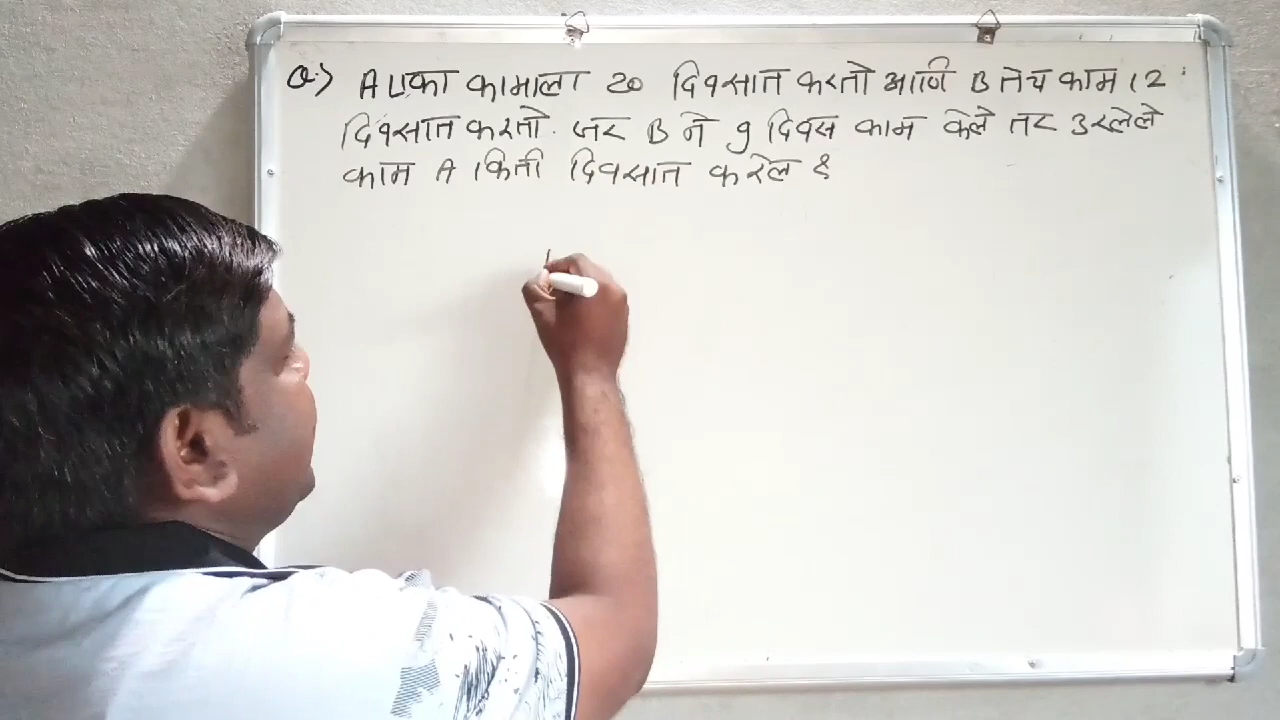 Q.) A एका कामाला 20 दिवसात करतो आणि B तेच काम 12
दिवसात करतो. जर B ने 9 दिवस काम केले तर उरलेले
काम A किती दिवसात करेल ?